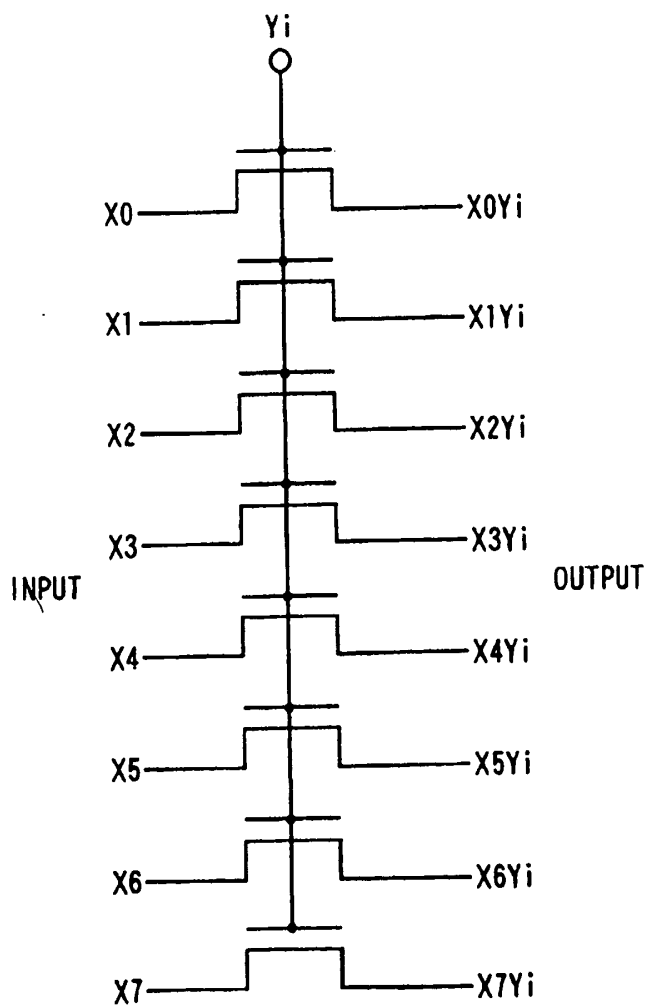 Yi
X0 X0Yi
X1 X1Yi
X2 X2Yi
X3 X3Yi
INPUT OUTPUT
X4 X4Yi
X5 X5Yi
X6 X6Yi
X7 X7Yi